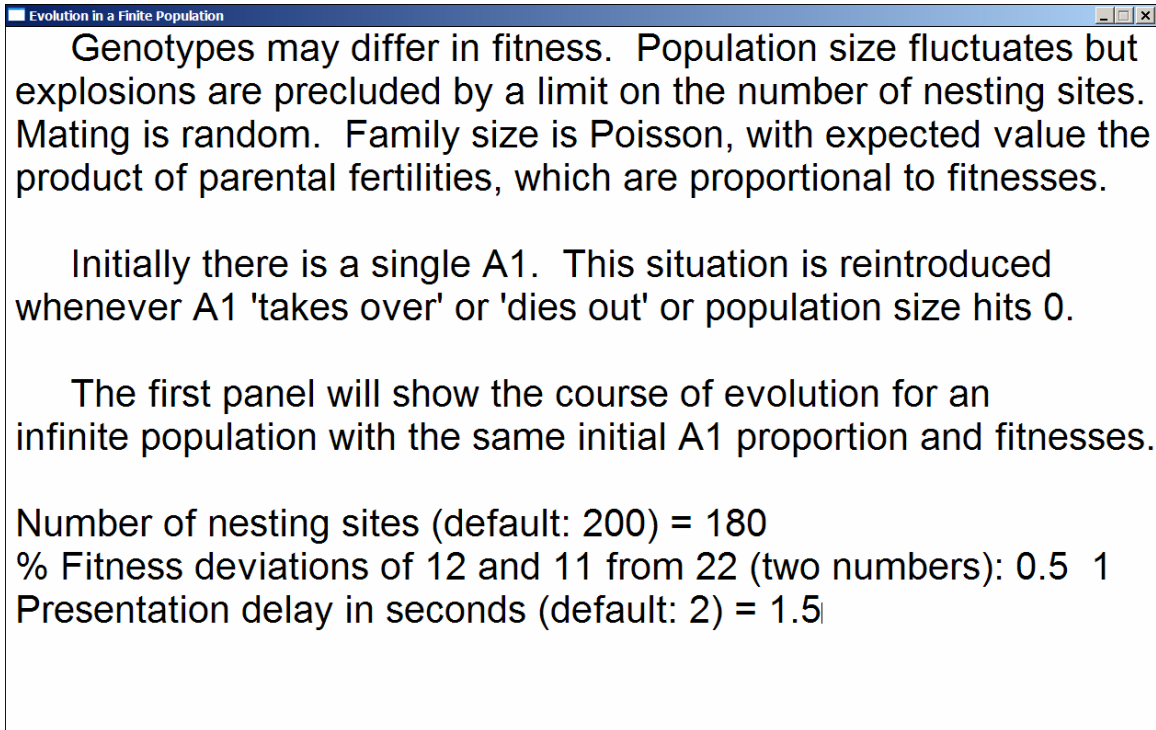 Evolution in a Finite Population
Genotypes may differ in fitness. Population size fluctuates but
explosions are precluded by a limit on the number of nesting sites.
Mating is random. Family size is Poisson, with expected value the
product of parental fertilities, which are proportional to fitnesses.
Initially there is a single A1. This situation is reintroduced
whenever A1 'takes over' or 'dies out' or population size hits 0.
The first panel will show the course of evolution for an
infinite population with the same initial A1 proportion and fitnesses.
Number of nesting sites (default: 200) = 180
% Fitness deviations of 12 and 11 from 22 (two numbers): 0.5 1
Presentation delay in seconds (default: 2) = 1.5